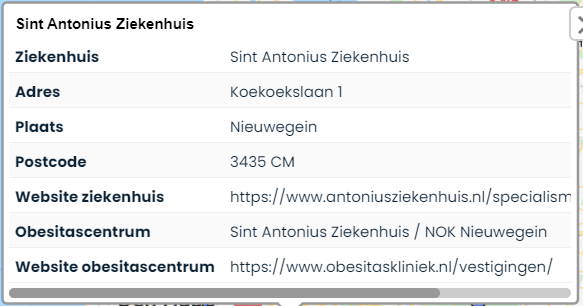 Sint Antonius Ziekenhuis
Ziekenhuis Sint Antonius Ziekenhuis
Adres Koekoekslaan 1
Plaats Nieuwegein
Postcode 3435 CM
Website ziekenhuis https://www.antoniusziekenhuis.nl/specialism
Obesitascentrum Sint Antonius Ziekenhuis / NOK Nieuwegein
Website obesitascentrum https://www.obesitaskliniek.nl/vestigingen/